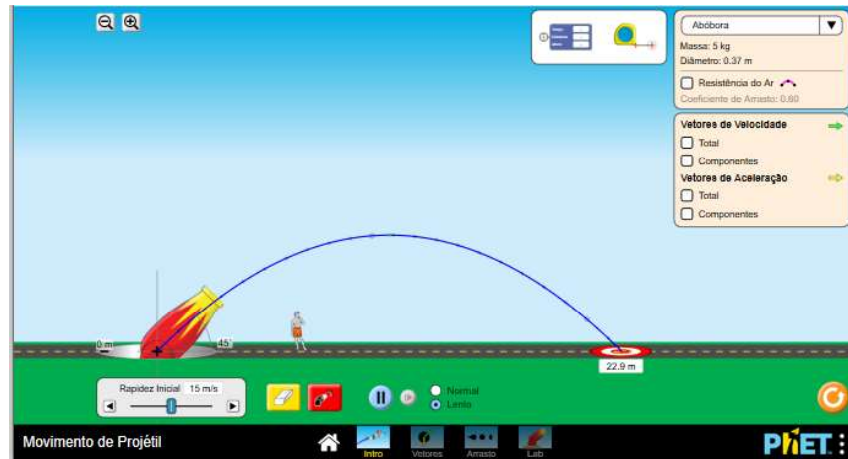 Abóbora
Massa: 5 kg
Diâmetro: 0.37 m
Resistência do Ar
Coeficiente de Arrasto: 0.60
Vetores de Velocidade
Total
Componentes
Vetores de Aceleração
Total
Componentes
0 m
45°
22.9 m
Rapidez Inicial 15 m/s
Normal
Lento
Movimento de Projétil
Intro
Vetores
Arrasto
Lab
PhET